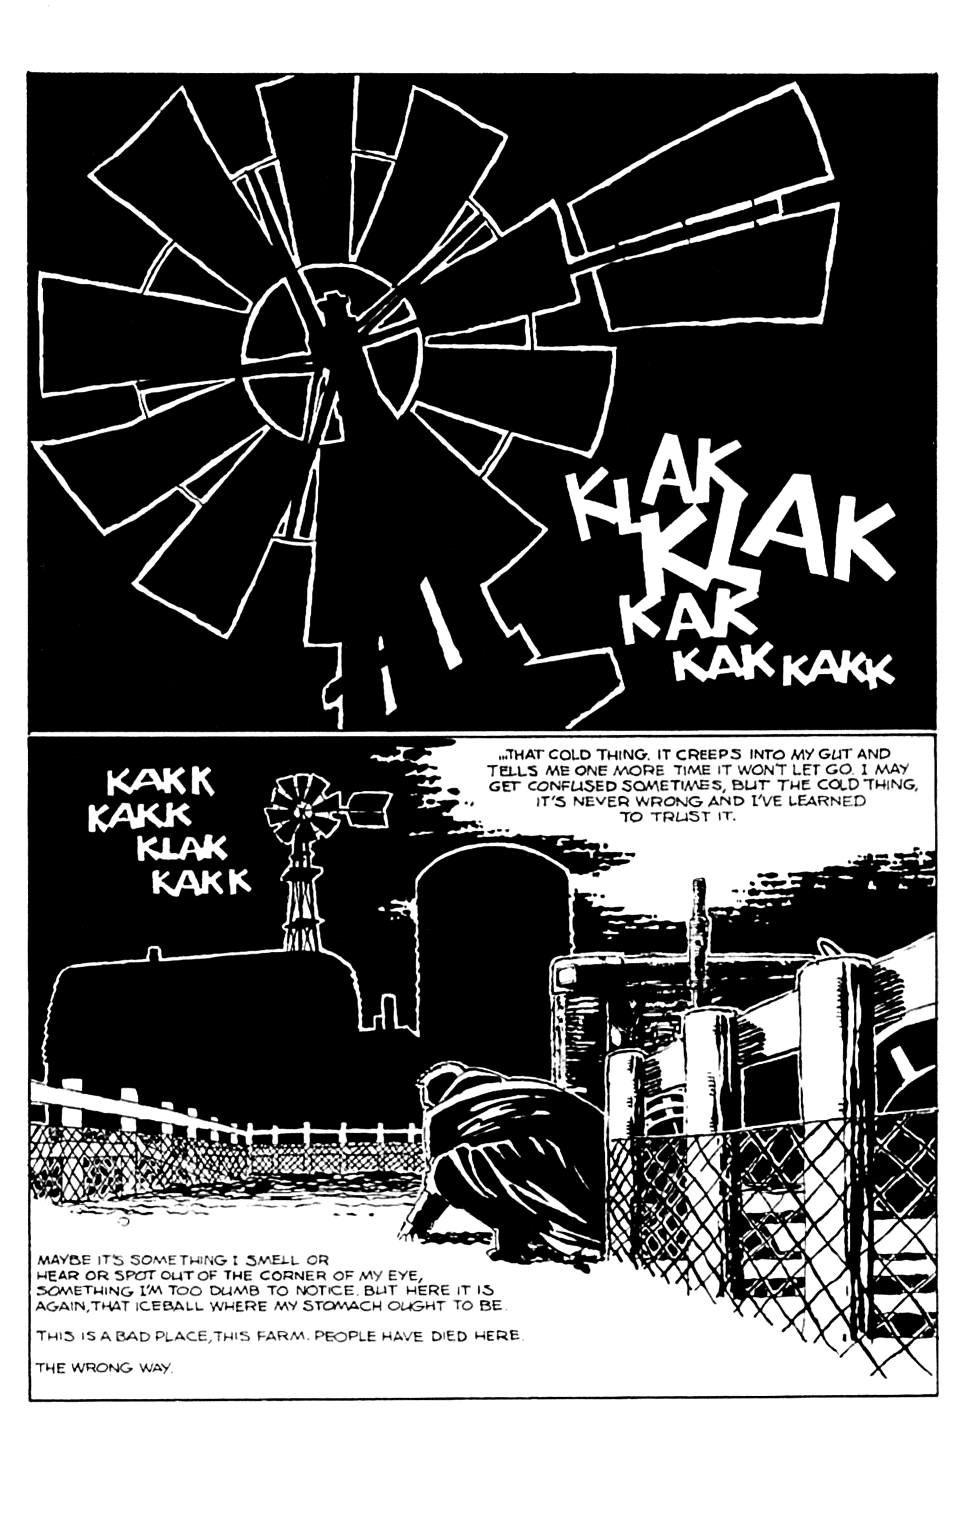 KLAK
KLAK
KAK
KAK KAKK
KAKK
KAKK
KLAK
KAKK
...THAT COLD THING. IT CREEPS INTO MY GUT AND
TELLS ME ONE MORE TIME IT WON'T LET GO. I MAY
GET CONFUSED SOMETIMES, BUT THE COLD THING,
IT'S NEVER WRONG AND I'VE LEARNED
TO TRUST IT.
MAYBE IT'S SOMETHING I SMELL OR
HEAR OR SPOT OUT OF THE CORNER OF MY EYE,
SOMETHING I'M TOO DUMB TO NOTICE. BUT HERE IT IS
AGAIN, THAT ICEBALL WHERE MY STOMACH OUGHT TO BE.
THIS IS A BAD PLACE, THIS FARM. PEOPLE HAVE DIED HERE.
THE WRONG WAY.